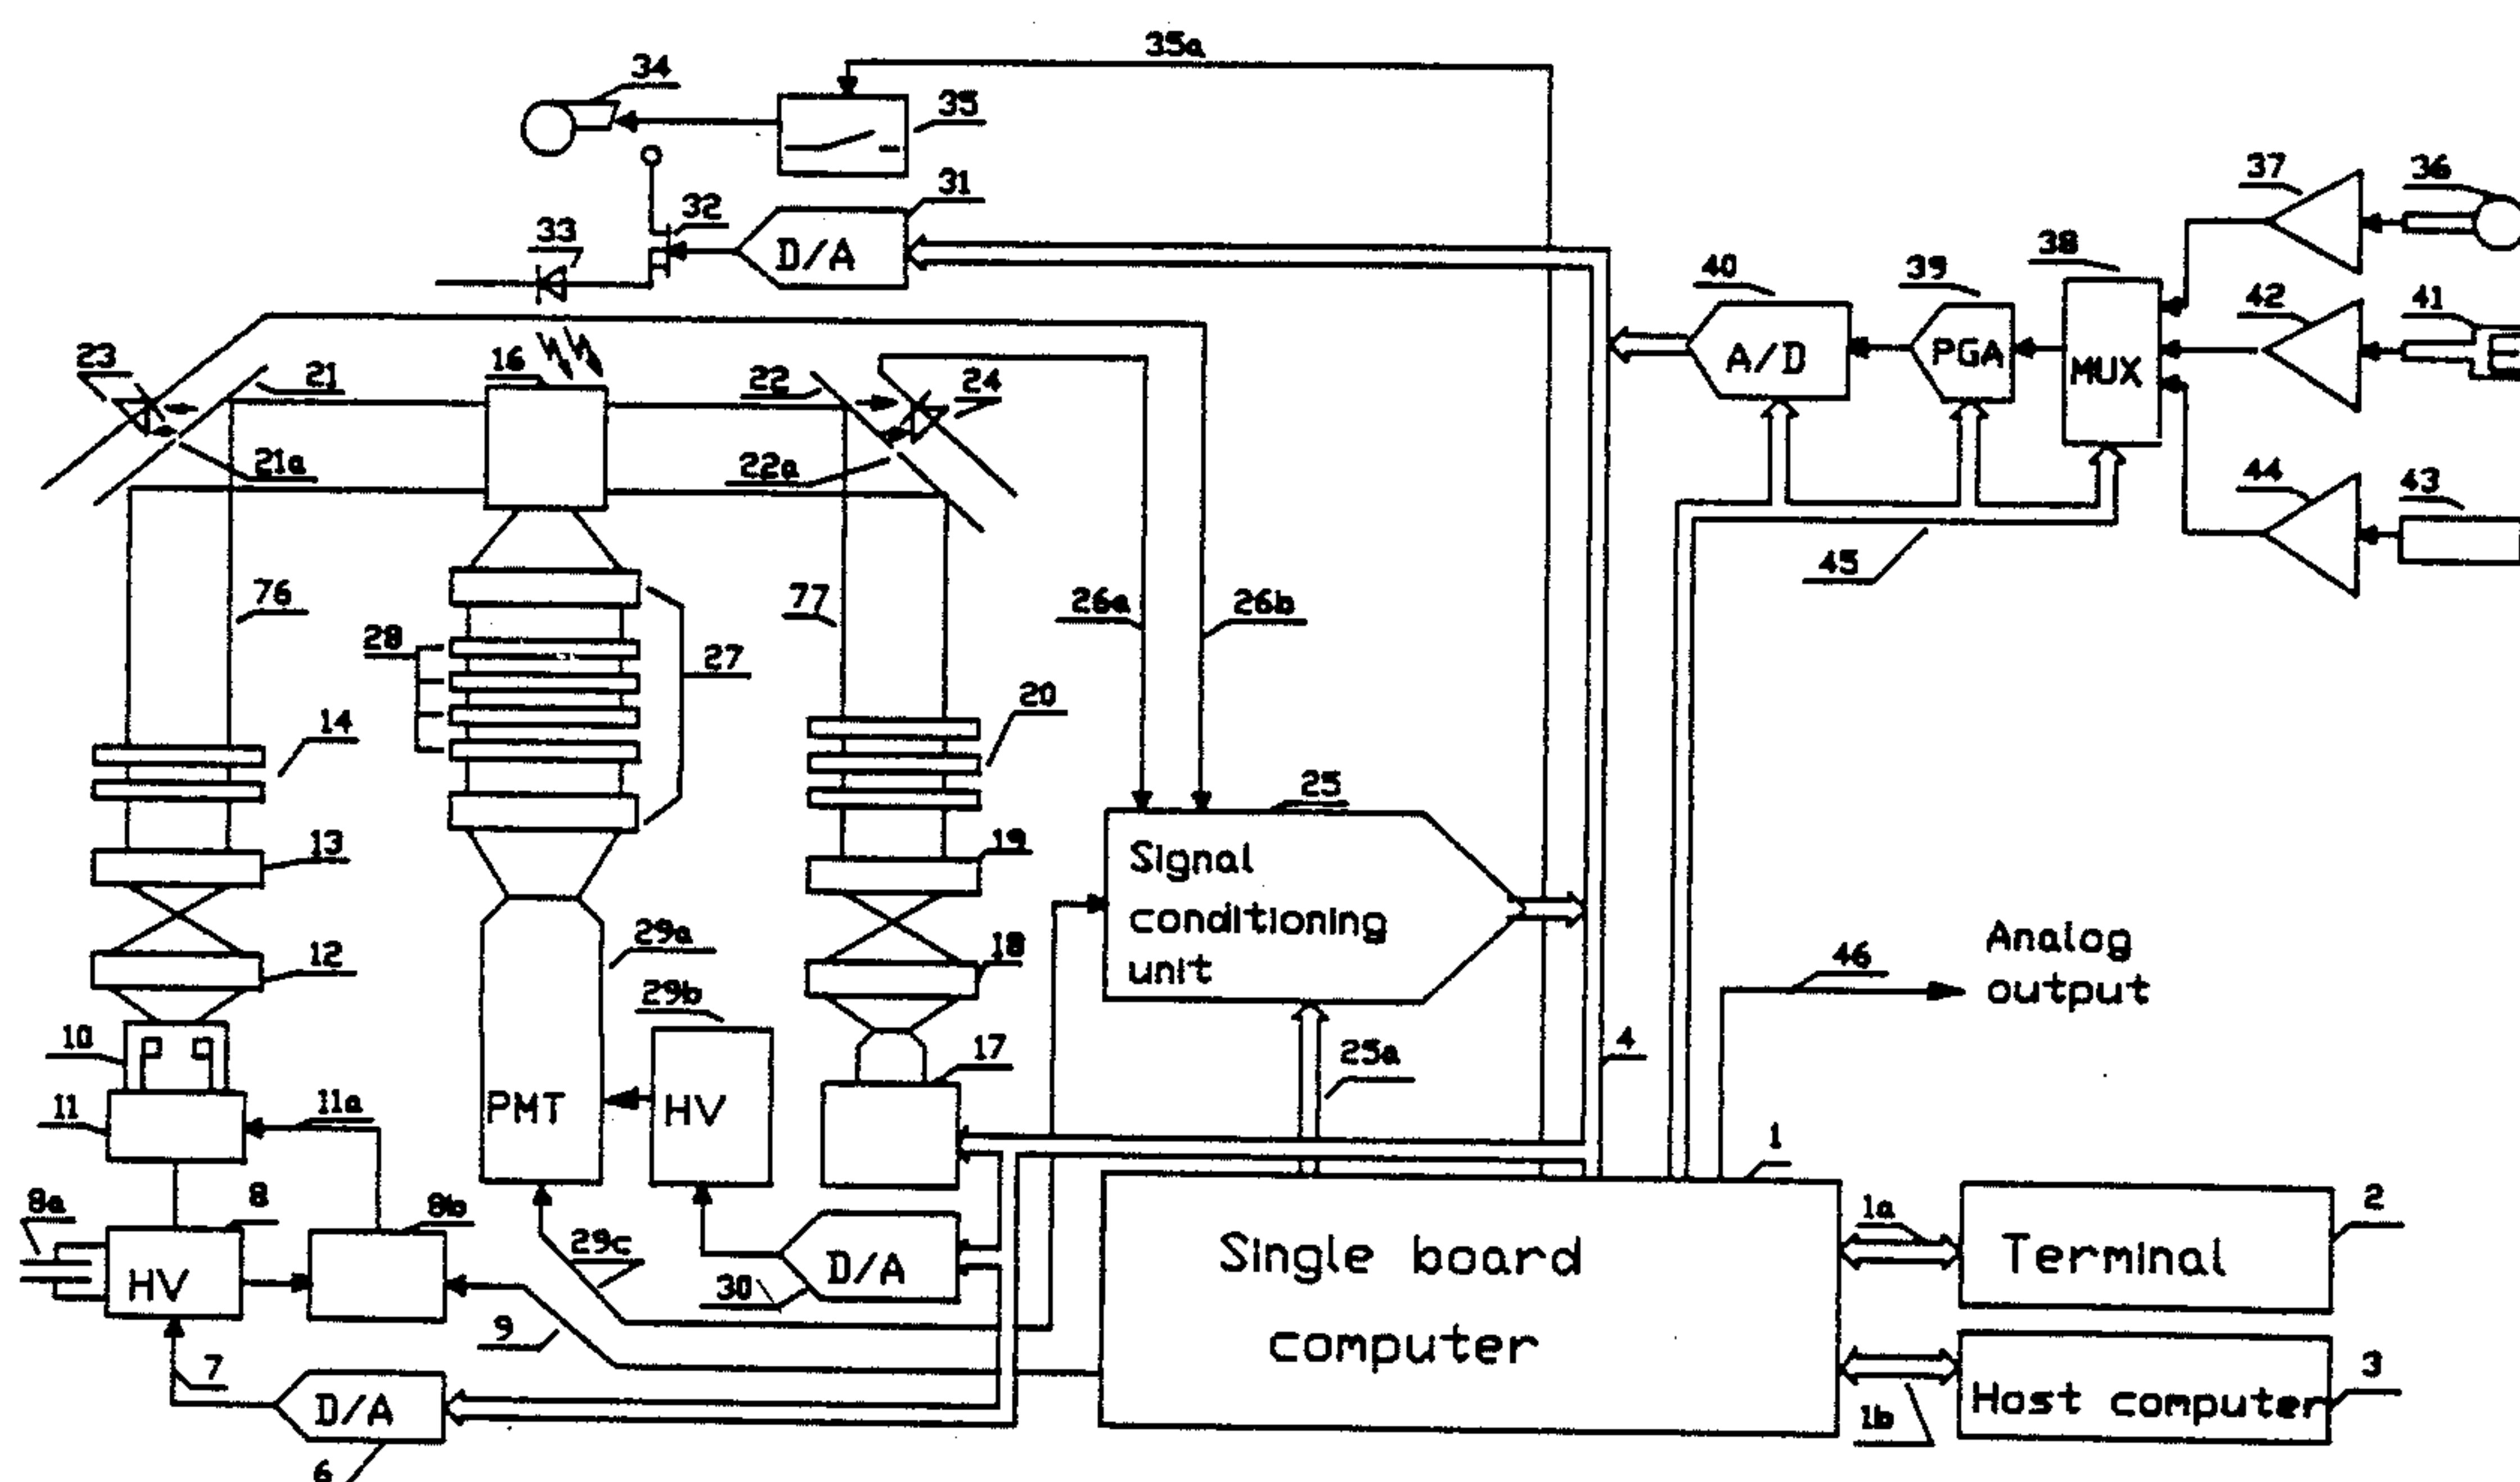 35a
34
35
31
32
33
D/A
37
36
38
39
40
42
41
A/D
PGA
MUX
23
21
16
22
24
21a
22a
44
43
45
76
77
26a
26b
28
27
20
14
25
13
19
Signal
conditioning
unit
12
29a
18
29b
46
Analog
output
10
17
25a
4
11
11a
PMT
HV
1
8a
8
8b
29c
1a
2
Terminal
Single board
computer
HV
D/A
30
9
7
D/A
6
3
Host computer
1b